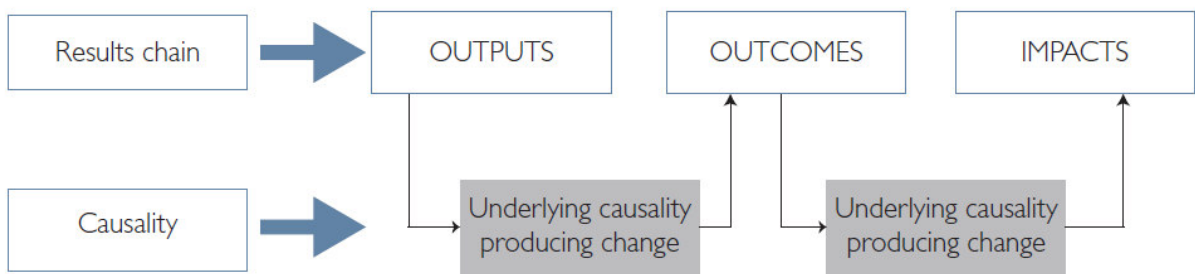 Results chain
OUTPUTS
OUTCOMES
IMPACTS
Causality
Underlying causality
producing change
Underlying causality
producing change